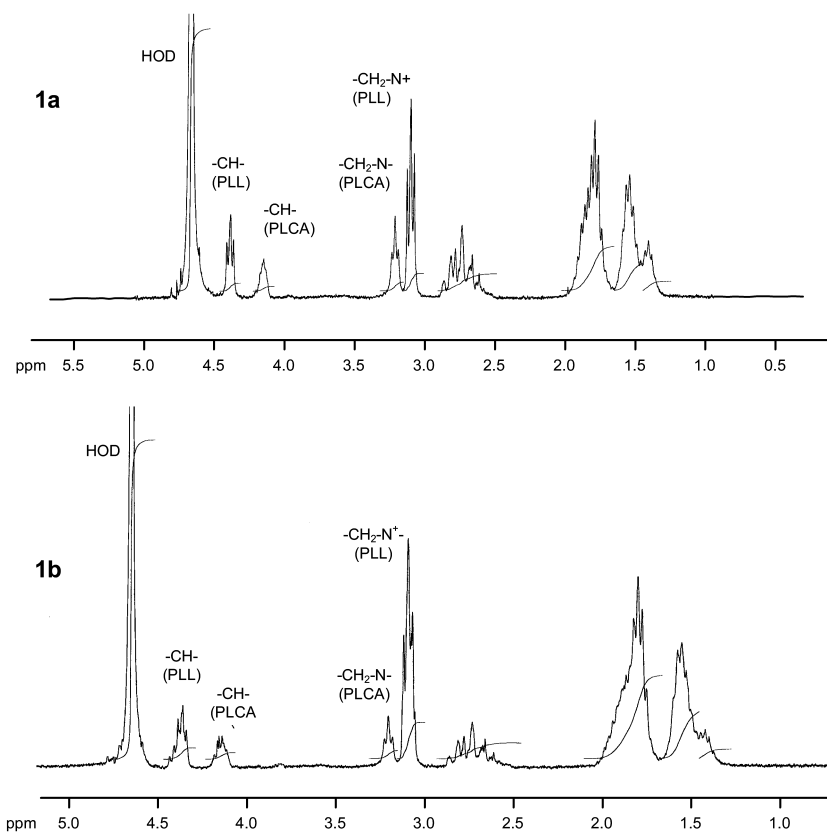 HOD
1a
-CH-
(PLL)
-CH-
(PLCA)
-CH₂-N+
(PLL)
-CH₂-N-
(PLCA)
ppm 5.5 5.0 4.5 4.0 3.5 3.0 2.5 2.0 1.5 1.0 0.5
HOD
1b
-CH-
(PLL)
-CH-
(PLCA
-CH₂-N⁺-
(PLL)
-CH₂-N-
(PLCA)
ppm 5.0 4.5 4.0 3.5 3.0 2.5 2.0 1.5 1.0